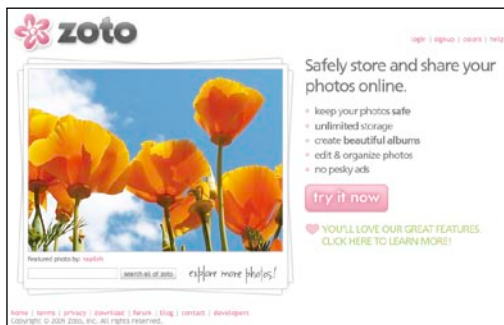 zoto
login | signup | colors | help
Safely store and share your
photos online.
keep your photos safe
unlimited storage
create beautiful albums
edit & organize photos
no pesky ads
try it now
YOU'LL LOVE OUR GREAT FEATURES.
CLICK HERE TO LEARN MORE!
featured photo by:
search all of zoto
explore more photos!
home | terms | privacy | download | forum | blog | contact | developers
Copyright © 2009 Zoto, Inc. All rights reserved.